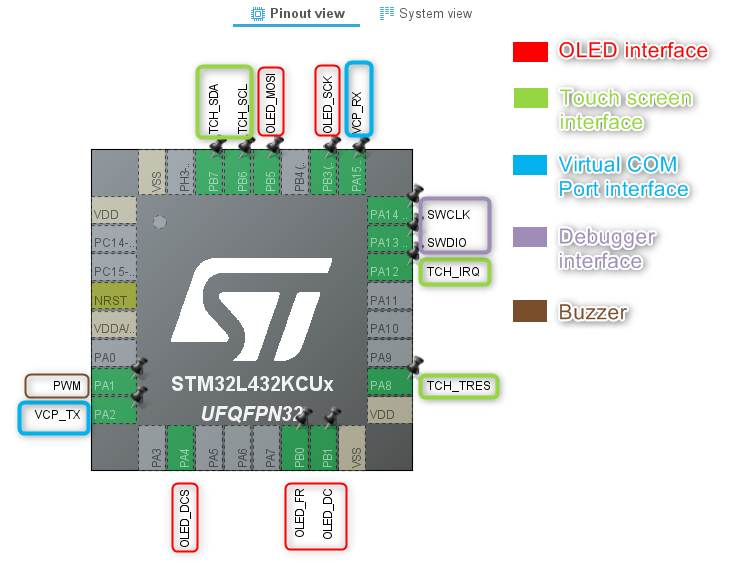 Pinout view
System view
OLED interface
Touch screen
interface
Virtual COM
Port interface
Debugger
interface
Buzzer
TCH_SDA
TCH_SCL
OLED_MOSI
OLED_SCK
VCP_RX
VSS
PH3-..
PB7
PB6
PB5
PB4(..
PB3(..
PA15..
VDD
PC14-..
PC15-..
NRST
VDDA/..
PA0
PWM
PA1
VCP_TX
PA2
PA14 ..
SWCLK
PA13 ..
SWDIO
PA12
TCH_IRQ
PA11
PA10
PA9
PA8
TCH_TRES
VDD
ST
STM32L432KCUx
UFQFPN32
PA3
PA4
PA5
PA6
PA7
PB0
PB1
VSS
OLED_DCS
OLED_FR
OLED_DC